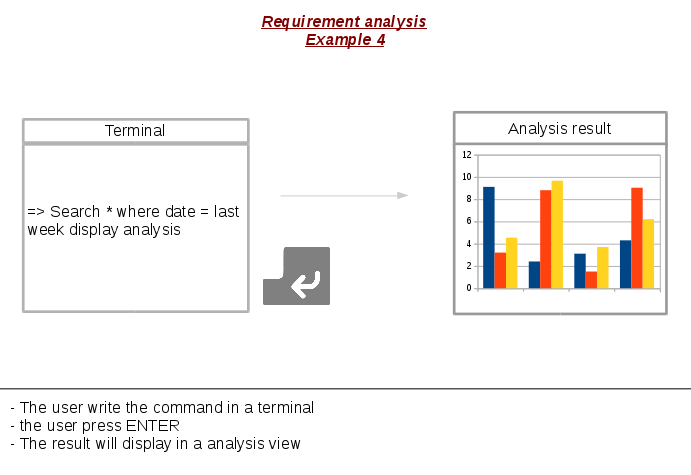 Requirement analysis
Example 4
Terminal
=> Search * where date = last
week display analysis
Analysis result
12
10
8
6
4
2
0
- The user write the command in a terminal
- the user press ENTER
- The result will display in a analysis view